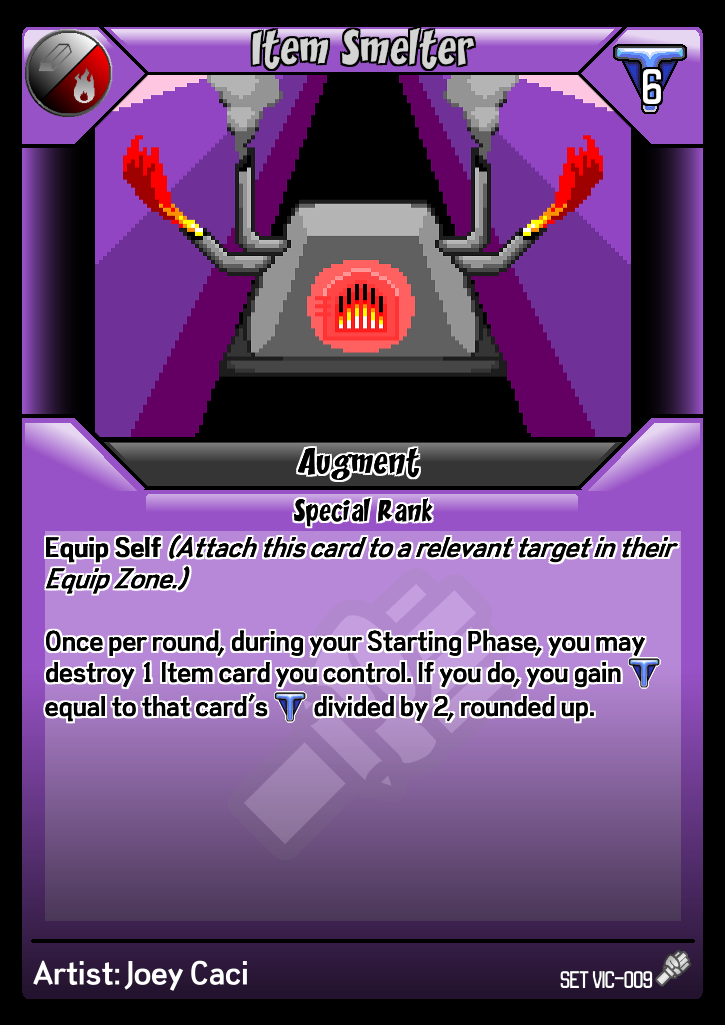 Item Smelter
6
Augment
Special Rank
Equip Self (Attach this card to a relevant target in their
Equip Zone.)
Once per round, during your Starting Phase, you may
destroy 1 Item card you control. If you do, you gain
equal to that card's divided by 2, rounded up.
Artist: Joey Caci
SET VIC-009